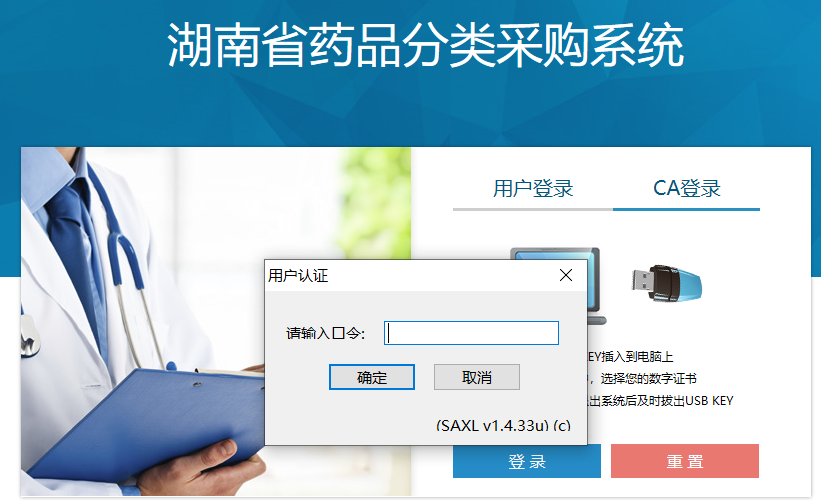 湖南省药品分类采购系统
用户登录
CA登录
用户认证
请输入口令:
确定
取消
(SAXL v1.4.33u) (c)
EY插入到电脑上
，选择您的数字证书
出系统后及时拔出USB KEY
登 录
重 置